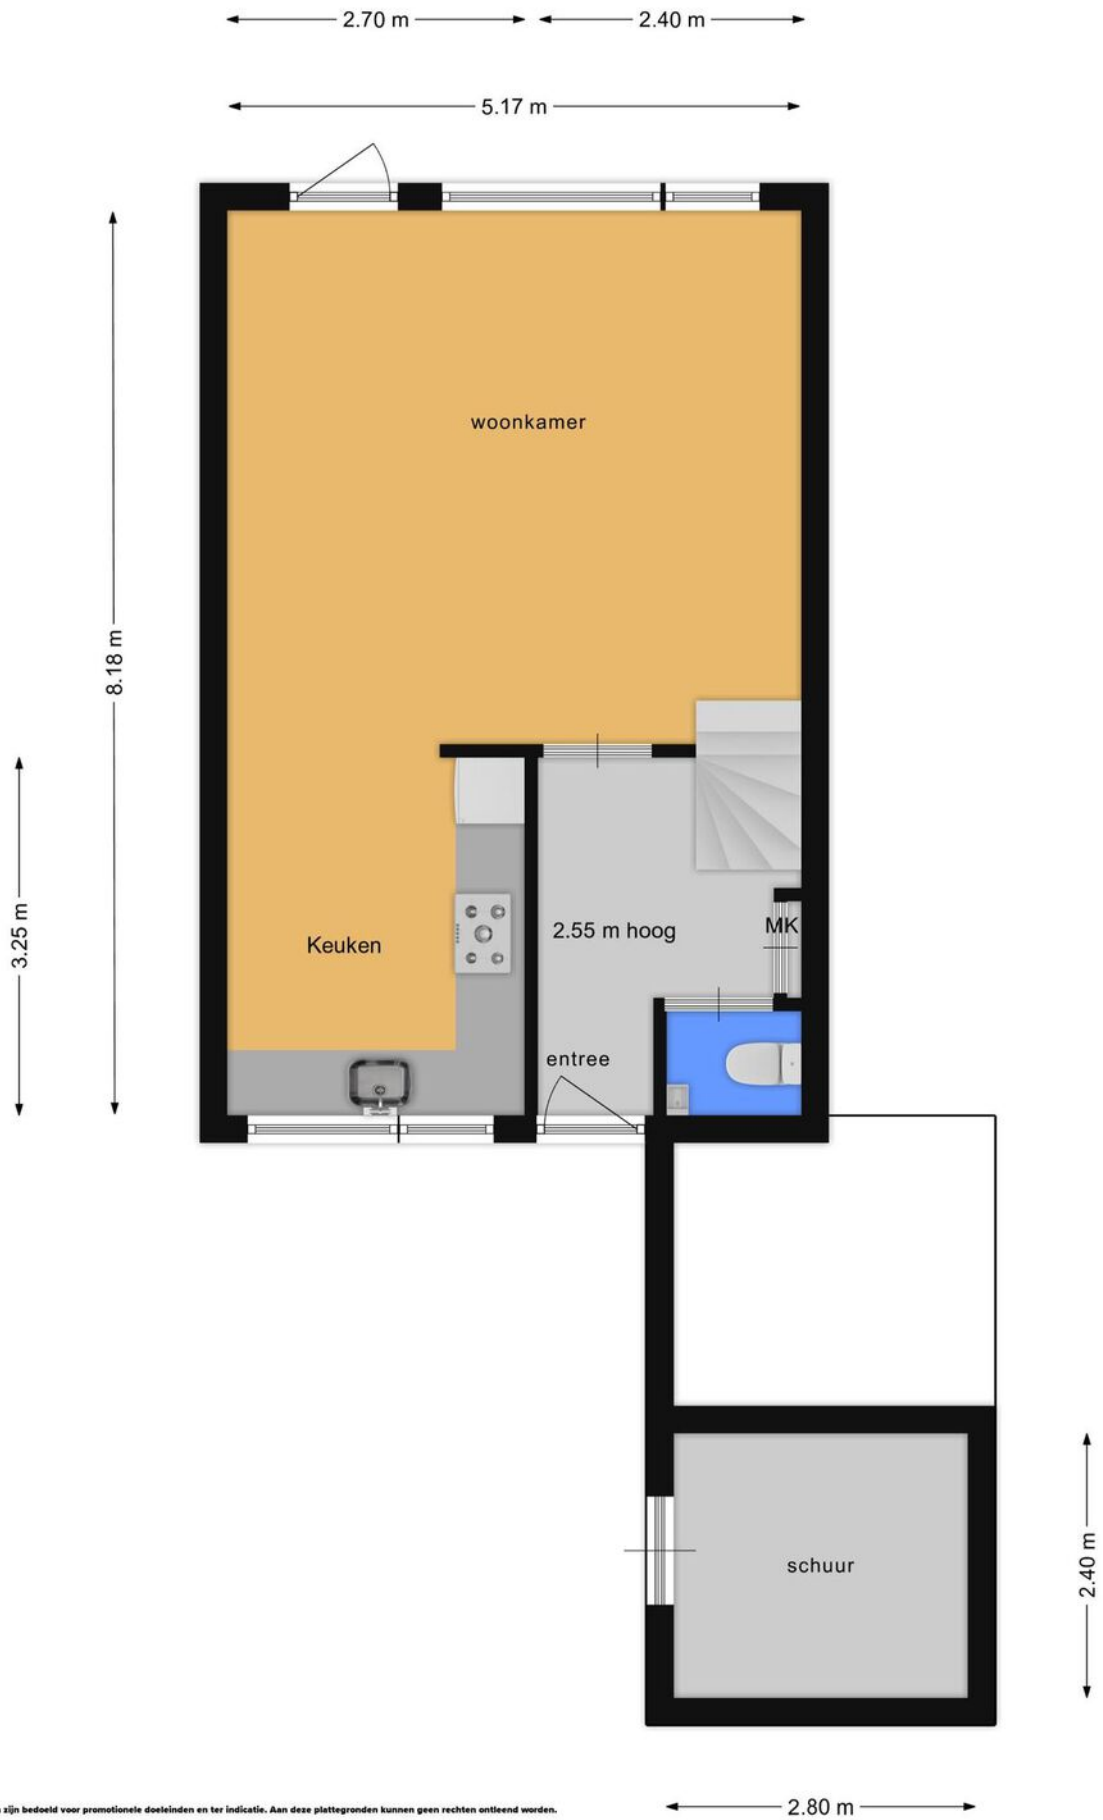 2.70 m 2.40 m
5.17 m
woonkamer
8.18 m
3.25 m
Keuken
2.55 m hoog
MK
entree
schuur
2.40 m
zijn bedoeld voor promotionele doeleinden en ter indicatie. Aan deze plattegronden kunnen geen rechten ontleend worden.
2.80 m